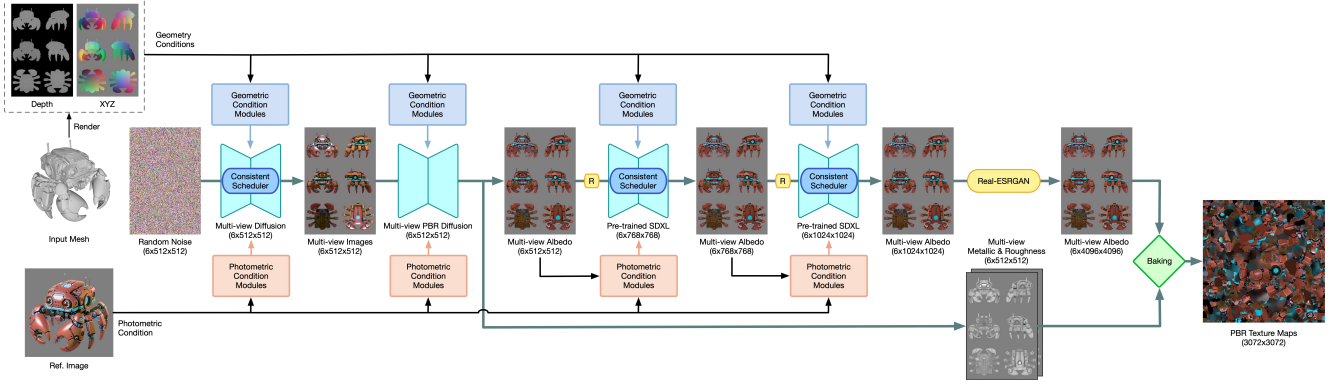 Depth
XYZ
Render
Input Mesh
Geometry
Conditions
Geometric
Condition
Modules
Geometric
Condition
Modules
Geometric
Condition
Modules
Geometric
Condition
Modules
Random Noise
(6x512x512)
Consistent
Scheduler
Multi-view Diffusion
(6x512x512)
Multi-view Images
(6x512x512)
Multi-view PBR Diffusion
(6x512x512)
Multi-view Albedo
(6x512x512)
R
Consistent
Scheduler
Pre-trained SDXL
(6x768x768)
Multi-view Albedo
(6x768x768)
R
Consistent
Scheduler
Pre-trained SDXL
(6x1024x1024)
Multi-view Albedo
(6x1024x1024)
Real-ESRGAN
Multi-view
Metallic & Roughness
(6x512x512)
Multi-view Albedo
(6x4096x4096)
Baking
PBR Texture Maps
(3072x3072)
Photometric
Condition
Modules
Photometric
Condition
Modules
Photometric
Condition
Modules
Photometric
Condition
Modules
Photometric
Condition
Ref. Image